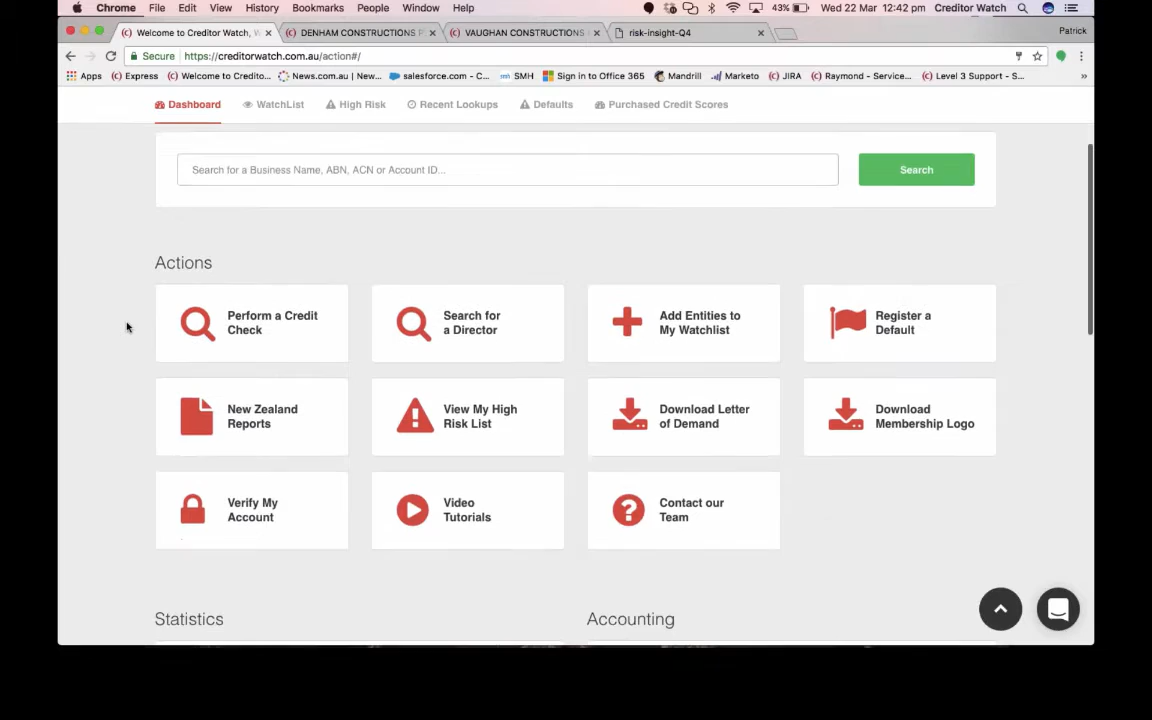 Chrome File Edit View History Bookmarks People Window Help 43% Wed 22 Mar 12:42 pm Creditor Watch
Welcome to Creditor Watch, W DENHAM CONSTRUCTIONS P VAUGHAN CONSTRUCTIONS risk-insight-Q4 Patrick
Secure https://creditorwatch.com.au/action#/
Apps Express Welcome to Credito... News.com.au | New... salesforce.com - C... SMH Sign in to Office 365 Mandrill Marketo JIRA Raymond - Service... Level 3 Support - S... »
Dashboard WatchList High Risk Recent Lookups Defaults Purchased Credit Scores
Search for a Business Name, ABN, ACN or Account ID... Search
Actions
Perform a Credit
Check
Search for
a Director
Add Entities to
My Watchlist
Register a
Default
New Zealand
Reports
View My High
Risk List
Download Letter
of Demand
Download
Membership Logo
Verify My
Account
Video
Tutorials
Contact our
Team
Statistics Accounting